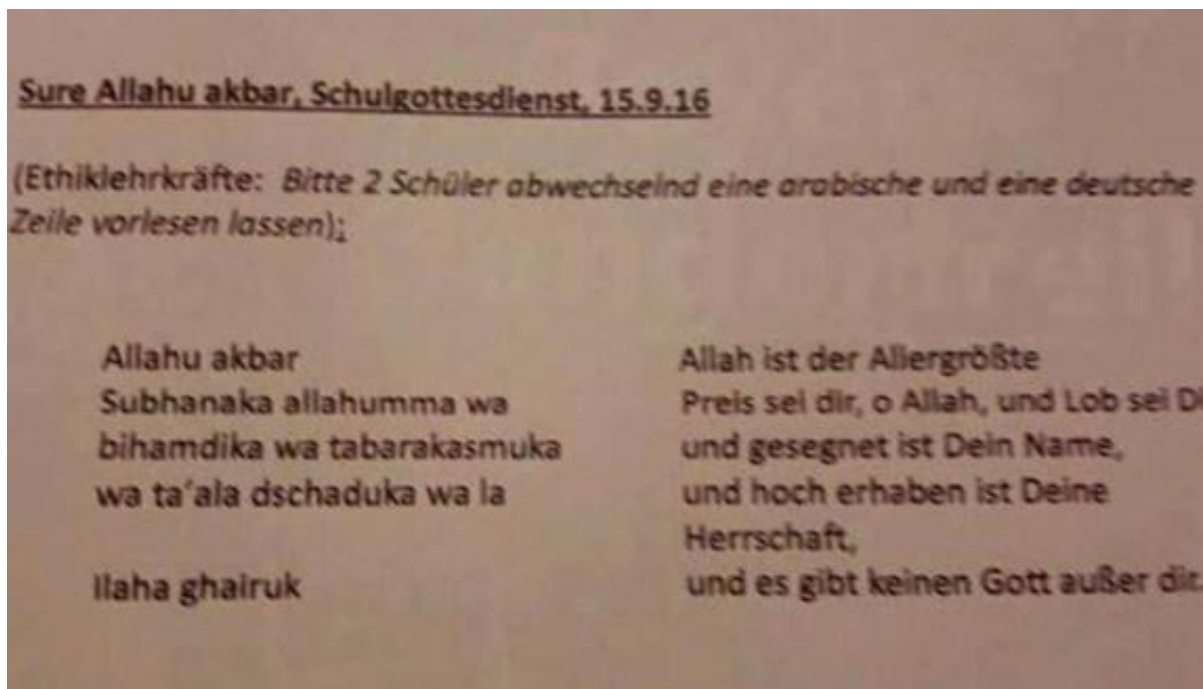 Sure Allahu akbar, Schulgottesdienst, 15.9.16
(Ethiklehrkräfte: Bitte 2 Schüler abwechselnd eine arabische und eine deutsche
Zeile vorlesen lassen);
Allahu akbar
Subhanaka allahumma wa
bihamdika wa tabarakasmuka
wa ta'ala dschaduka wa la
Ilaha ghairuk
Allah ist der Allergrößte
Preis sei dir, o Allah, und Lob sei
und gesegnet ist Dein Name,
und hoch erhaben ist Deine
Herrschaft,
und es gibt keinen Gott außer dir.